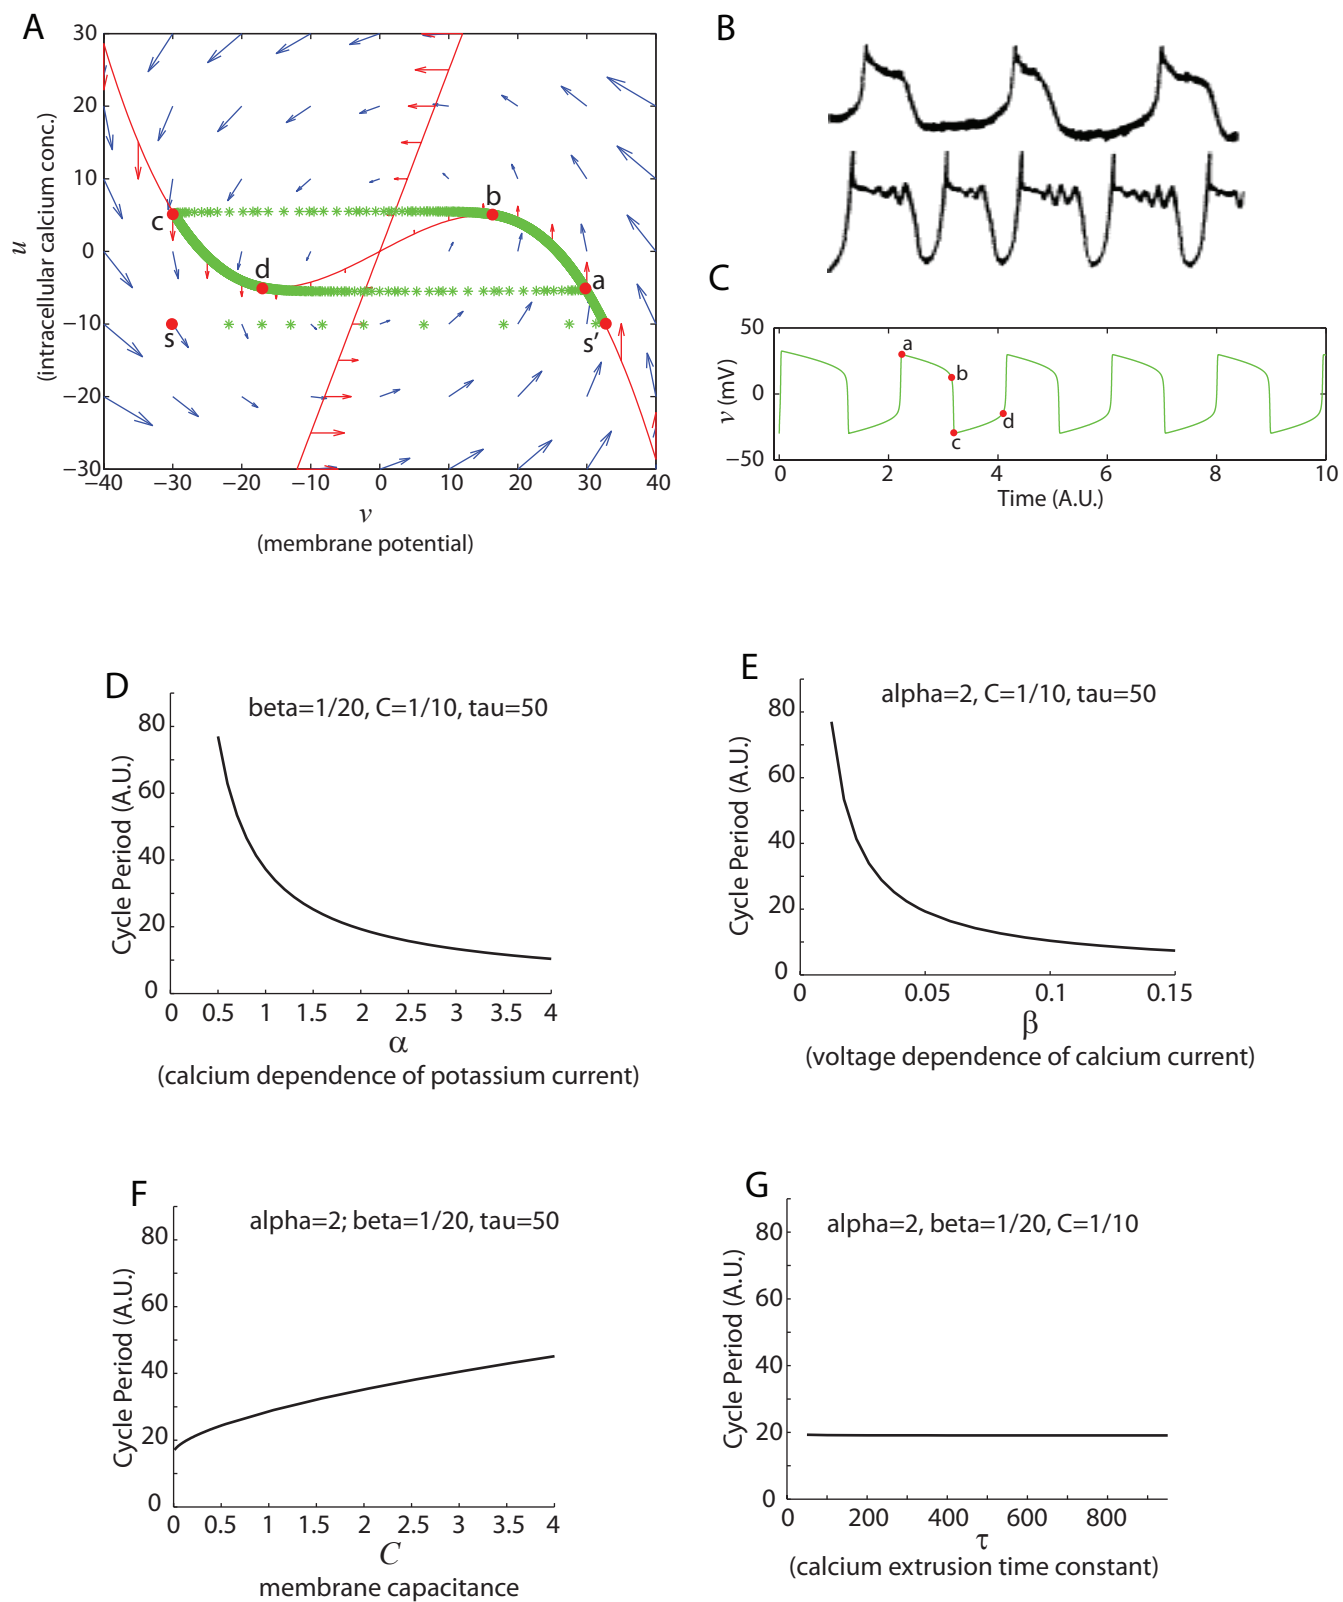 A
u
(intracellular calcium conc.)
30
20
10
0
−10
−20
−30
−40
−30
−20
−10
0
10
20
30
40
c
b
d
a
s
s'
v
(membrane potential)
B
C
v (mV)
50
0
−50
a
b
c
d
0
2
4
6
8
10
Time (A.U.)
D
beta=1/20, C=1/10, tau=50
Cycle Period (A.U.)
80
60
40
20
0
0
0.5
1
1.5
2
2.5
3
3.5
4
α
(calcium dependence of potassium current)
E
alpha=2, C=1/10, tau=50
Cycle Period (A.U.)
80
60
40
20
0
0
0.05
0.1
0.15
β
(voltage dependence of calcium current)
F
alpha=2; beta=1/20, tau=50
Cycle Period (A.U.)
80
60
40
20
0
0
0.5
1
1.5
2
2.5
3
3.5
4
C
membrane capacitance
G
alpha=2, beta=1/20, C=1/10
Cycle Period (A.U.)
80
60
40
20
0
0
200
400
600
800
τ
(calcium extrusion time constant)